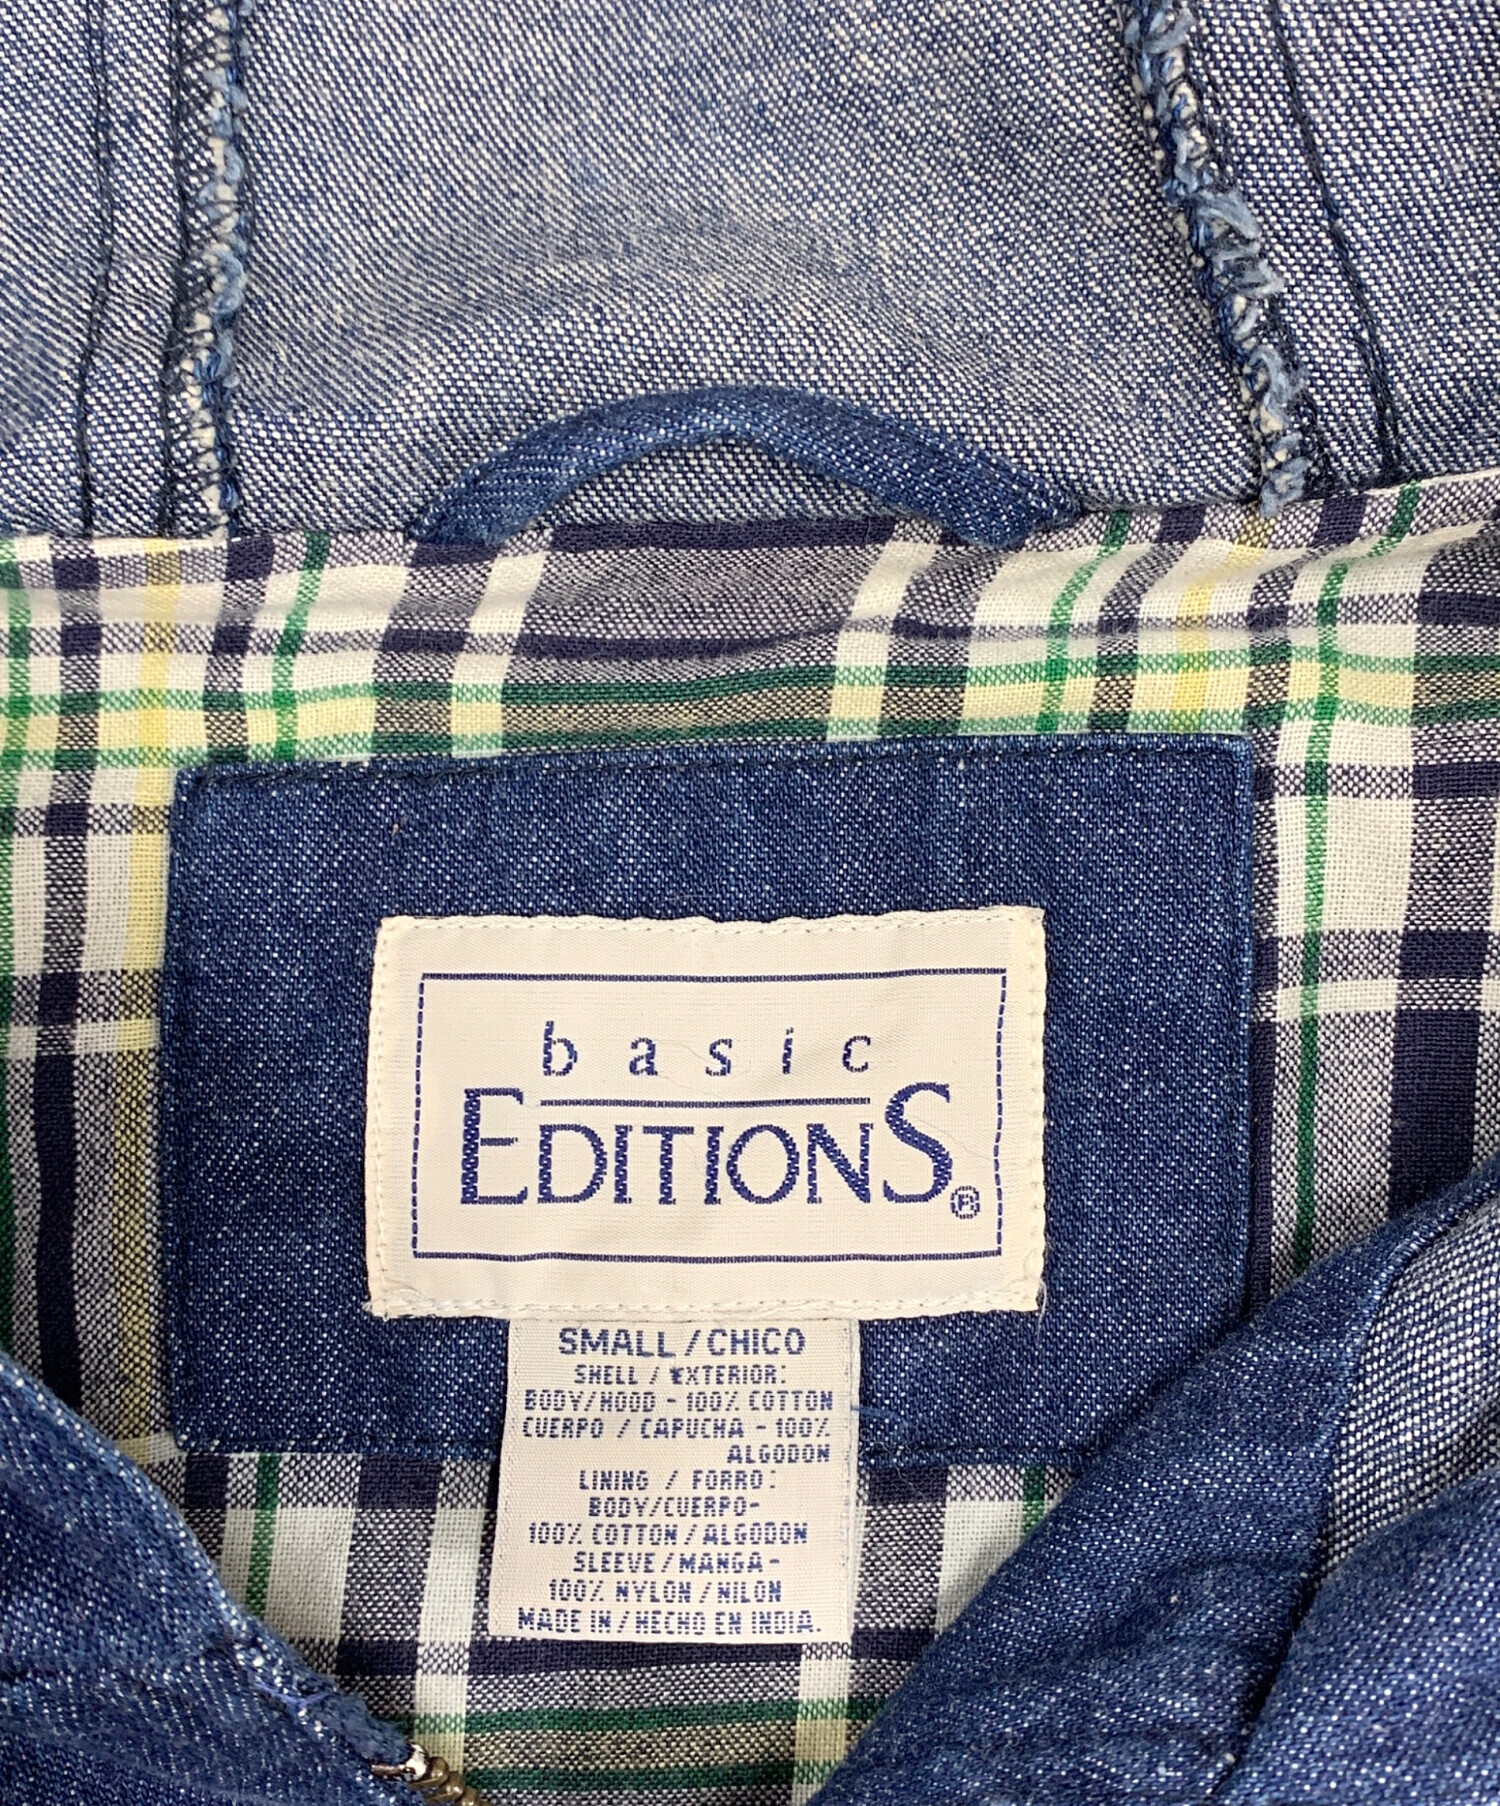 basic
EDITIONS®
SMALL / CHICO
SHELL / EXTERIOR:
BODY/HOOD - 100% COTTON
CUERPO / CAPUCHA - 100%
ALGODON
LINING / FORRO:
BODY/CUERPO-
100% COTTON / ALGODON
SLEEVE / MANGA -
100% NYLON / NILON
MADE IN / HECHO EN INDIA.